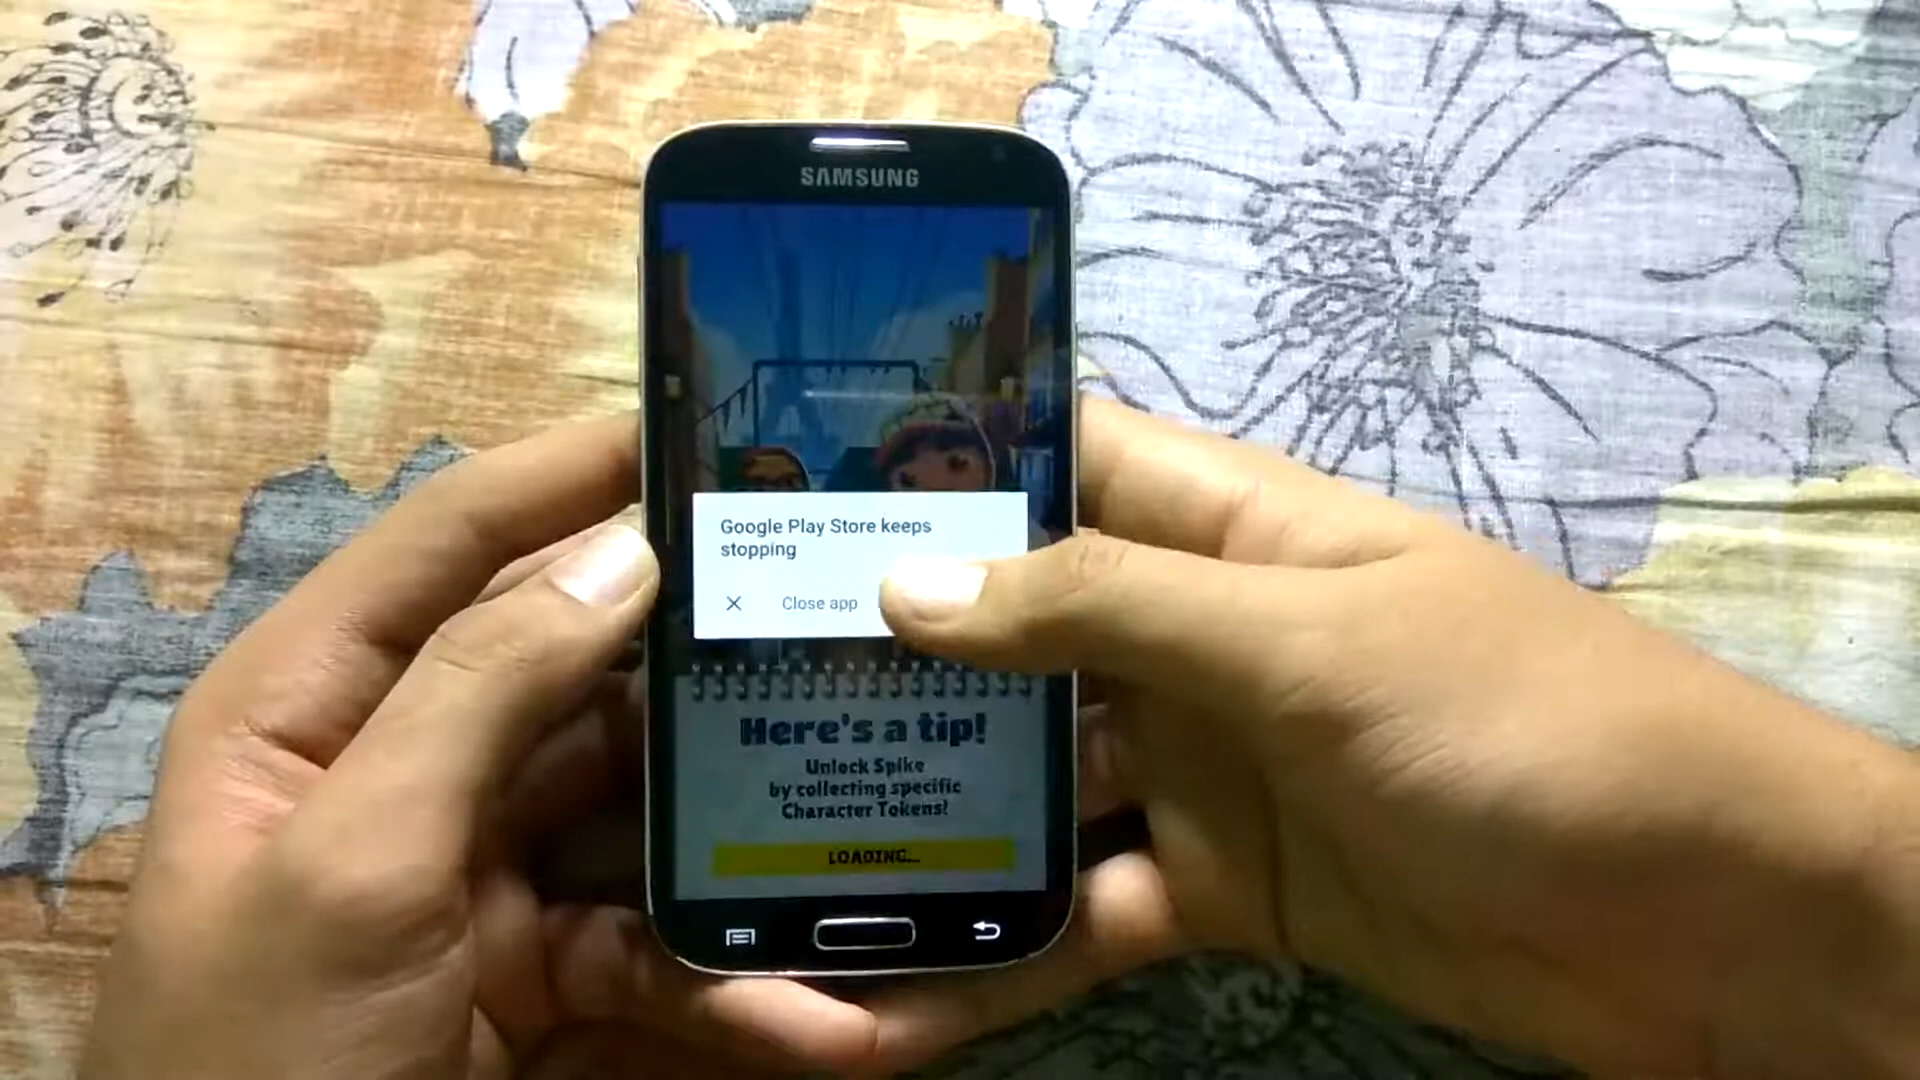 SAMSUNG
Google Play Store keeps
stopping
Close app
Here's a tip!
Unlock Spike
by collecting specific
Character Tokens!
LOADING...